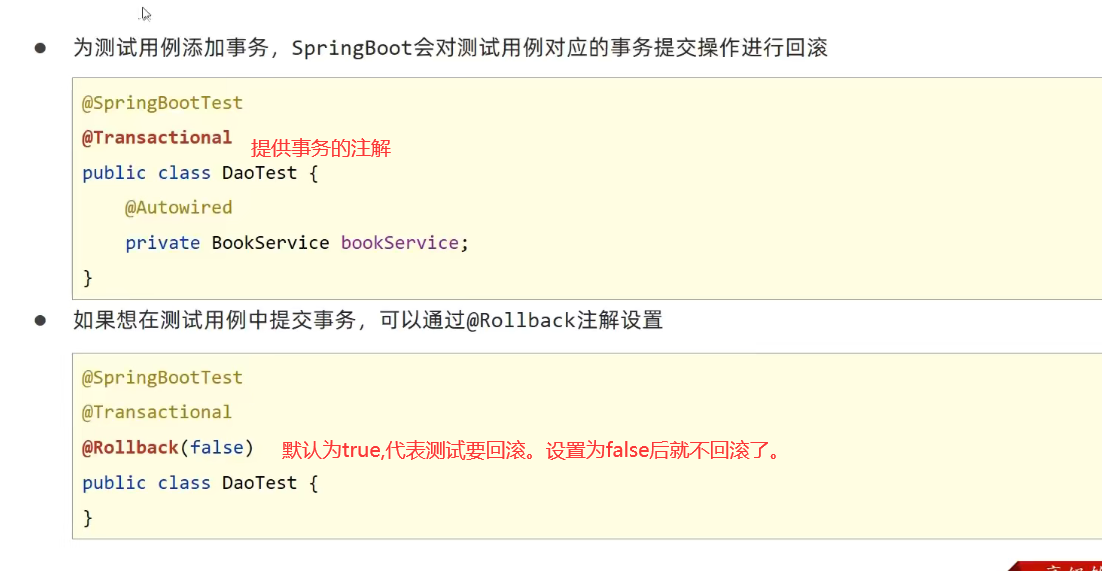 为测试用例添加事务，SpringBoot会对测试用例对应的事务提交操作进行回滚
@SpringBootTest
@Transactional
提供事务的注解
public class DaoTest {
@Autowired
private BookService bookService;
}
如果想在测试用例中提交事务，可以通过@Rollback注解设置
@SpringBootTest
@Transactional
@Rollback(false) 默认为true,代表测试要回滚。设置为false后就不回滚了。
public class DaoTest {
}